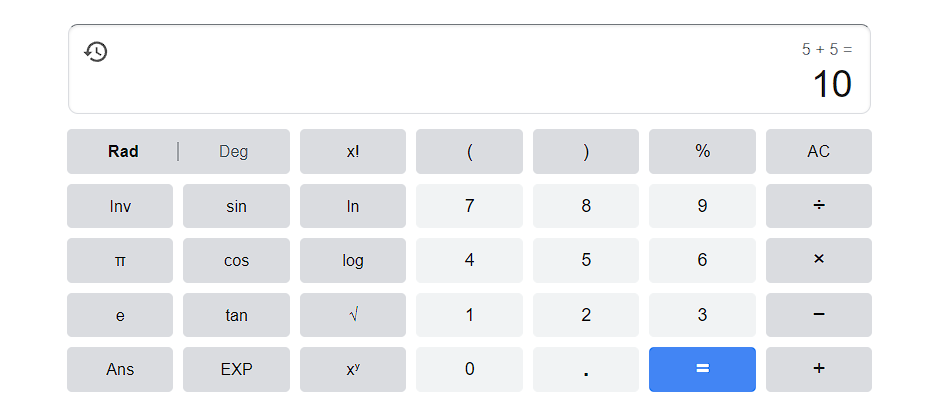 5 + 5 =
10
Rad | Deg x! ( ) % AC
Inv sin ln 7 8 9 ÷
π cos log 4 5 6 ×
e tan √ 1 2 3 −
Ans EXP xʸ 0 . = +